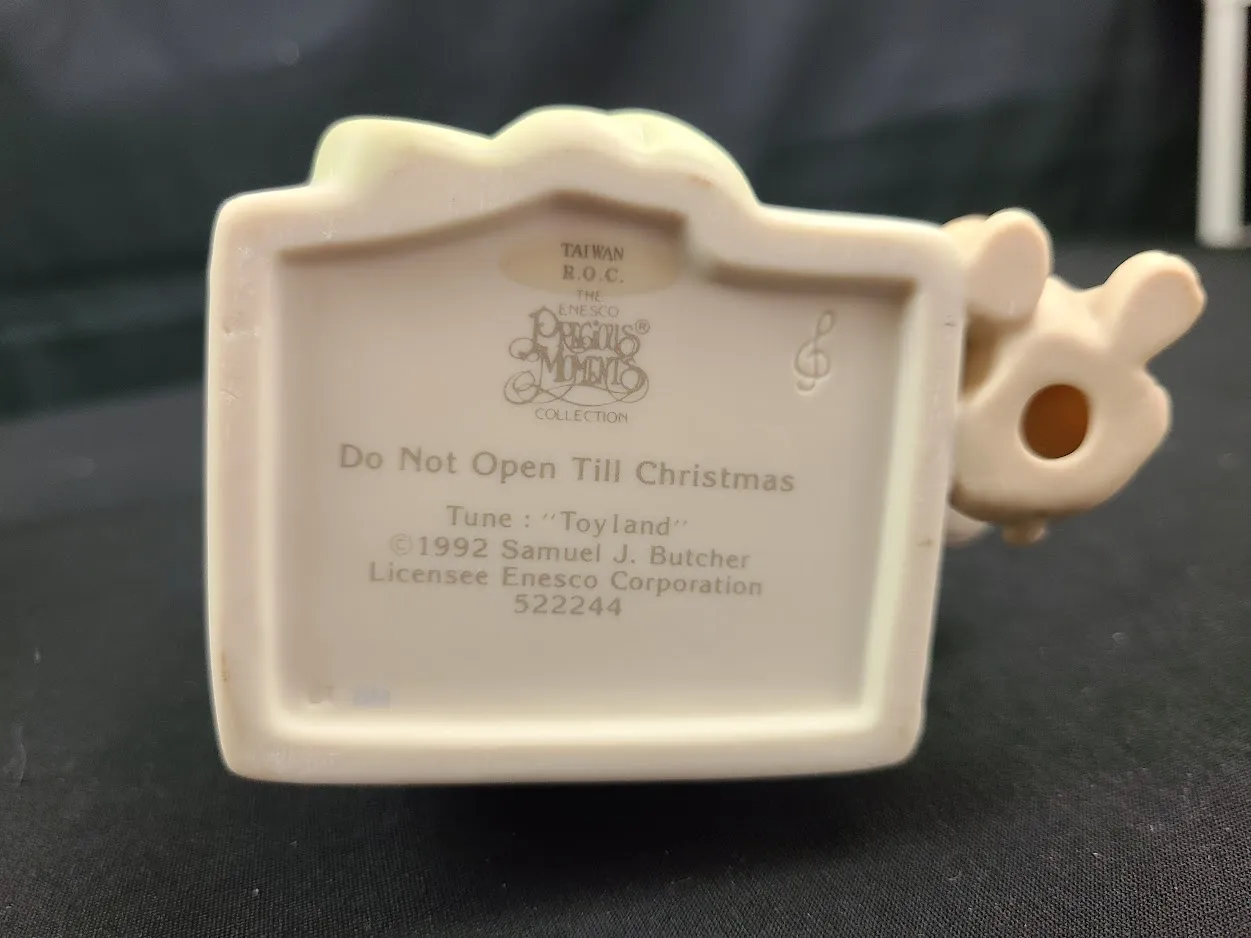 TAIWAN
R.O.C.
THE
ENESCO
PRECiOUS®
MOMENTS
COLLECTION
Do Not Open Till Christmas
Tune : "Toyland"
©1992 Samuel J. Butcher
Licensee Enesco Corporation
522244